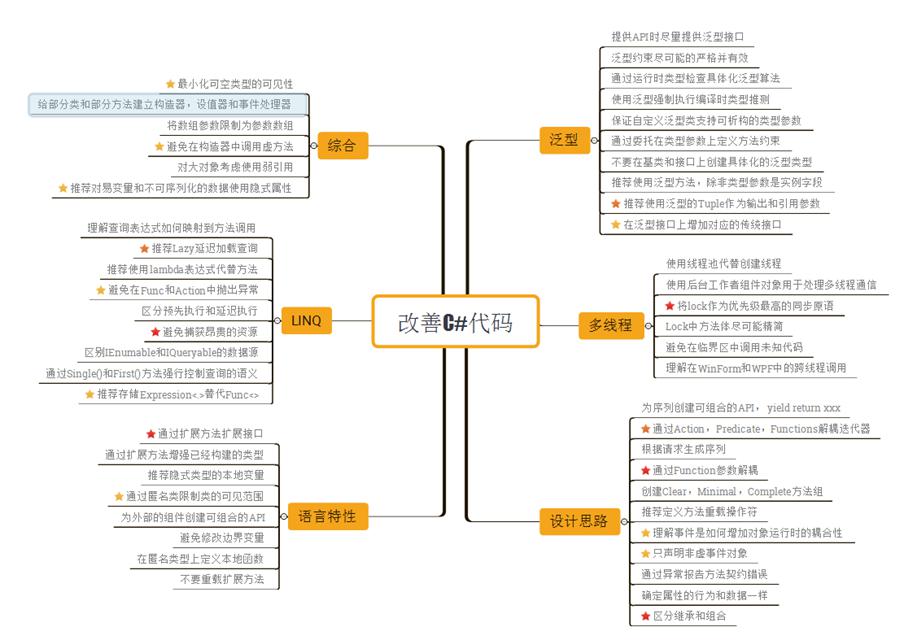 改善C#代码
综合
最小化可空类型的可见性
给部分类和部分方法建立构造器，设值器和事件处理器
将数组参数限制为参数数组
避免在构造器中调用虚方法
对大对象考虑使用弱引用
推荐对易变量和不可序列化的数据使用隐式属性
LINQ
理解查询表达式如何映射到方法调用
推荐Lazy延迟加载查询
推荐使用lambda表达式代替方法
避免在Func和Action中抛出异常
区分预先执行和延迟执行
避免捕获昂贵的资源
区别IEnumable和IQueryable的数据源
通过Single()和First()方法强行控制查询的语义
推荐存储Expression<.>替代Func<>
语言特性
通过扩展方法扩展接口
通过扩展方法增强已经构建的类型
推荐隐式类型的本地变量
通过匿名类限制类的可见范围
为外部的组件创建可组合的API
避免修改边界变量
在匿名类型上定义本地函数
不要重载扩展方法
泛型
提供API时尽量提供泛型接口
泛型约束尽可能的严格并有效
通过运行时类型检查具体化泛型算法
使用泛型强制执行编译时类型推测
保证自定义泛型类支持可析构的类型参数
通过委托在类型参数上定义方法约束
不要在基类和接口上创建具体化的泛型类型
推荐使用泛型方法，除非类型参数是实例字段
推荐使用泛型的Tuple作为输出和引用参数
在泛型接口上增加对应的传统接口
多线程
使用线程池代替创建线程
使用后台工作者组件对象用于处理多线程通信
将lock作为优先级最高的同步原语
Lock中方法体尽可能精简
避免在临界区中调用未知代码
理解在WinForm和WPF中的跨线程调用
设计思路
为序列创建可组合的API，yield return xxx
通过Action，Predicate，Functions解耦迭代器
根据请求生成序列
通过Function参数解耦
创建Clear，Minimal，Complete方法组
推荐定义方法重载操作符
理解事件是如何增加对象运行时的耦合性
只声明非虚事件对象
通过异常报告方法契约错误
确定属性的行为和数据一样
区分继承和组合